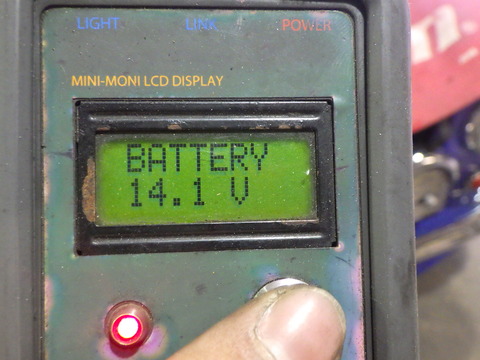 LIGHT LINK POWER
MINI-MONI LCD DISPLAY
BATTERY
14.1 V